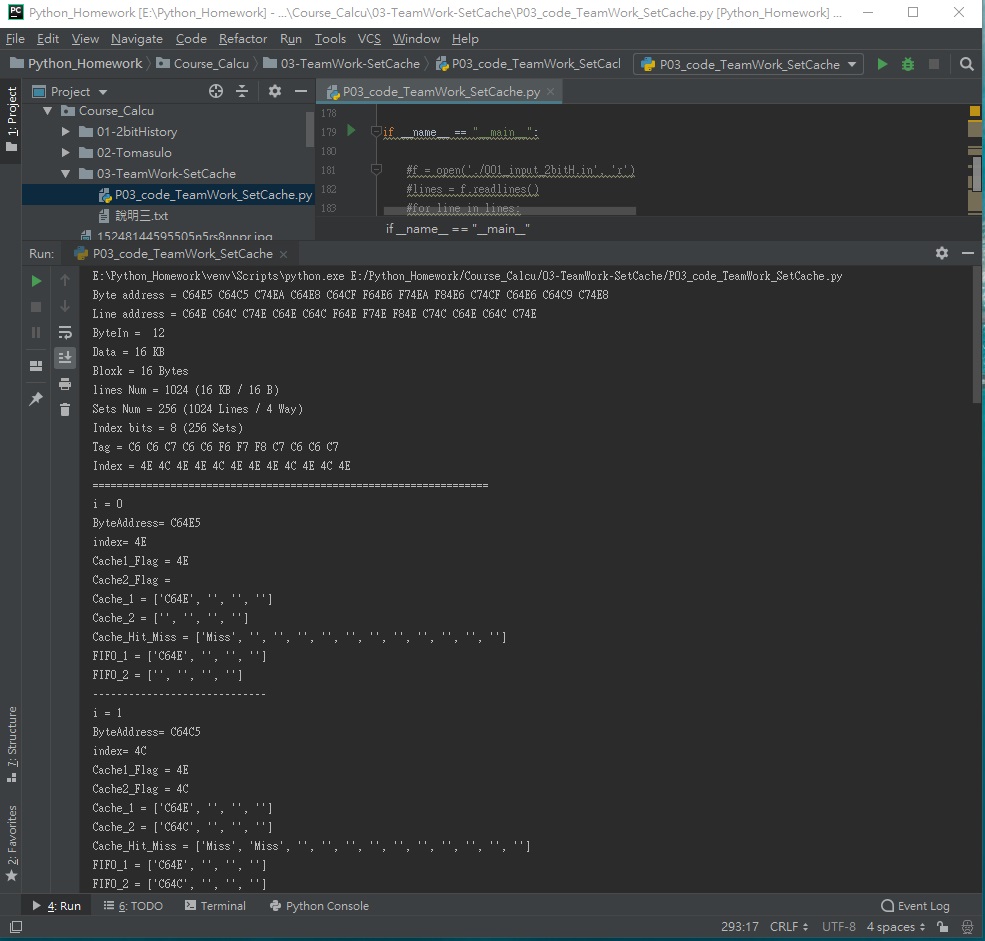 PC Python_Homework [E:\Python_Homework] - ...\Course_Calcu\03-TeamWork-SetCache\P03_code_TeamWork_SetCache.py [Python_Homework] ...
File Edit View Navigate Code Refactor Run Tools VCS Window Help
Python_Homework Course_Calcu 03-TeamWork-SetCache P03_code_TeamWork_SetCacl P03_code_TeamWork_SetCache
1: Project
Project
P03_code_TeamWork_SetCache.py
Course_Calcu
01-2bitHistory
02-Tomasulo
03-TeamWork-SetCache
P03_code_TeamWork_SetCache.py
說明三.txt
15248144595505n5rs8nnpr.jpg
178
179 if __name__ == "__main__":
180
181 #f = open('./001_input_2bitH.in', 'r')
182 #lines = f.readlines()
183 #for line in lines:
if __name__ == "__main__"
Run: P03_code_TeamWork_SetCache
E:\Python_Homework\venv\Scripts\python.exe E:/Python_Homework/Course_Calcu/03-TeamWork-SetCache/P03_code_TeamWork_SetCache.py
Byte address = C64E5 C64C5 C74EA C64E8 C64CF F64E6 F74EA F84E6 C74CF C64E6 C64C9 C74E8
Line address = C64E C64C C74E C64E C64C F64E F74E F84E C74C C64E C64C C74E
ByteIn =  12
Data = 16 KB
Bloxk = 16 Bytes
lines Num = 1024 (16 KB / 16 B)
Sets Num = 256 (1024 Lines / 4 Way)
Index bits = 8 (256 Sets)
Tag = C6 C6 C7 C6 C6 F6 F7 F8 C7 C6 C6 C7
Index = 4E 4C 4E 4E 4C 4E 4E 4E 4C 4E 4C 4E
==================================================================
i = 0
ByteAddress= C64E5
index= 4E
Cache1_Flag = 4E
Cache2_Flag =
Cache_1 = ['C64E', '', '', '']
Cache_2 = ['', '', '', '']
Cache_Hit_Miss = ['Miss', '', '', '', '', '', '', '', '', '', '', '']
FIFO_1 = ['C64E', '', '', '']
FIFO_2 = ['', '', '', '']
-----------------------------
i = 1
ByteAddress= C64C5
index= 4C
Cache1_Flag = 4E
Cache2_Flag = 4C
Cache_1 = ['C64E', '', '', '']
Cache_2 = ['C64C', '', '', '']
Cache_Hit_Miss = ['Miss', 'Miss', '', '', '', '', '', '', '', '', '', '']
FIFO_1 = ['C64E', '', '', '']
FIFO_2 = ['C64C', '', '', '']
7: Structure
2: Favorites
4: Run 6: TODO Terminal Python Console Event Log
293:17 CRLF UTF-8 4 spaces